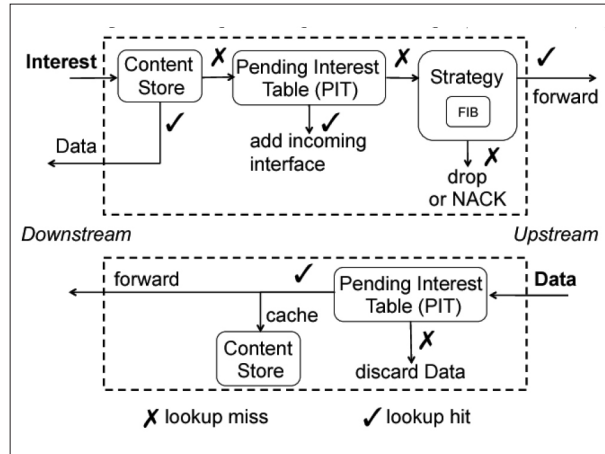 Interest
Content
Store
✗
Pending Interest
Table (PIT)
✗
Strategy
FIB
✓
forward
Data
✓
✓
add incoming
interface
✗
drop
or NACK
Downstream
Upstream
forward
✓
Pending Interest
Table (PIT)
Data
cache
Content
Store
✗
discard Data
✗ lookup miss
✓ lookup hit